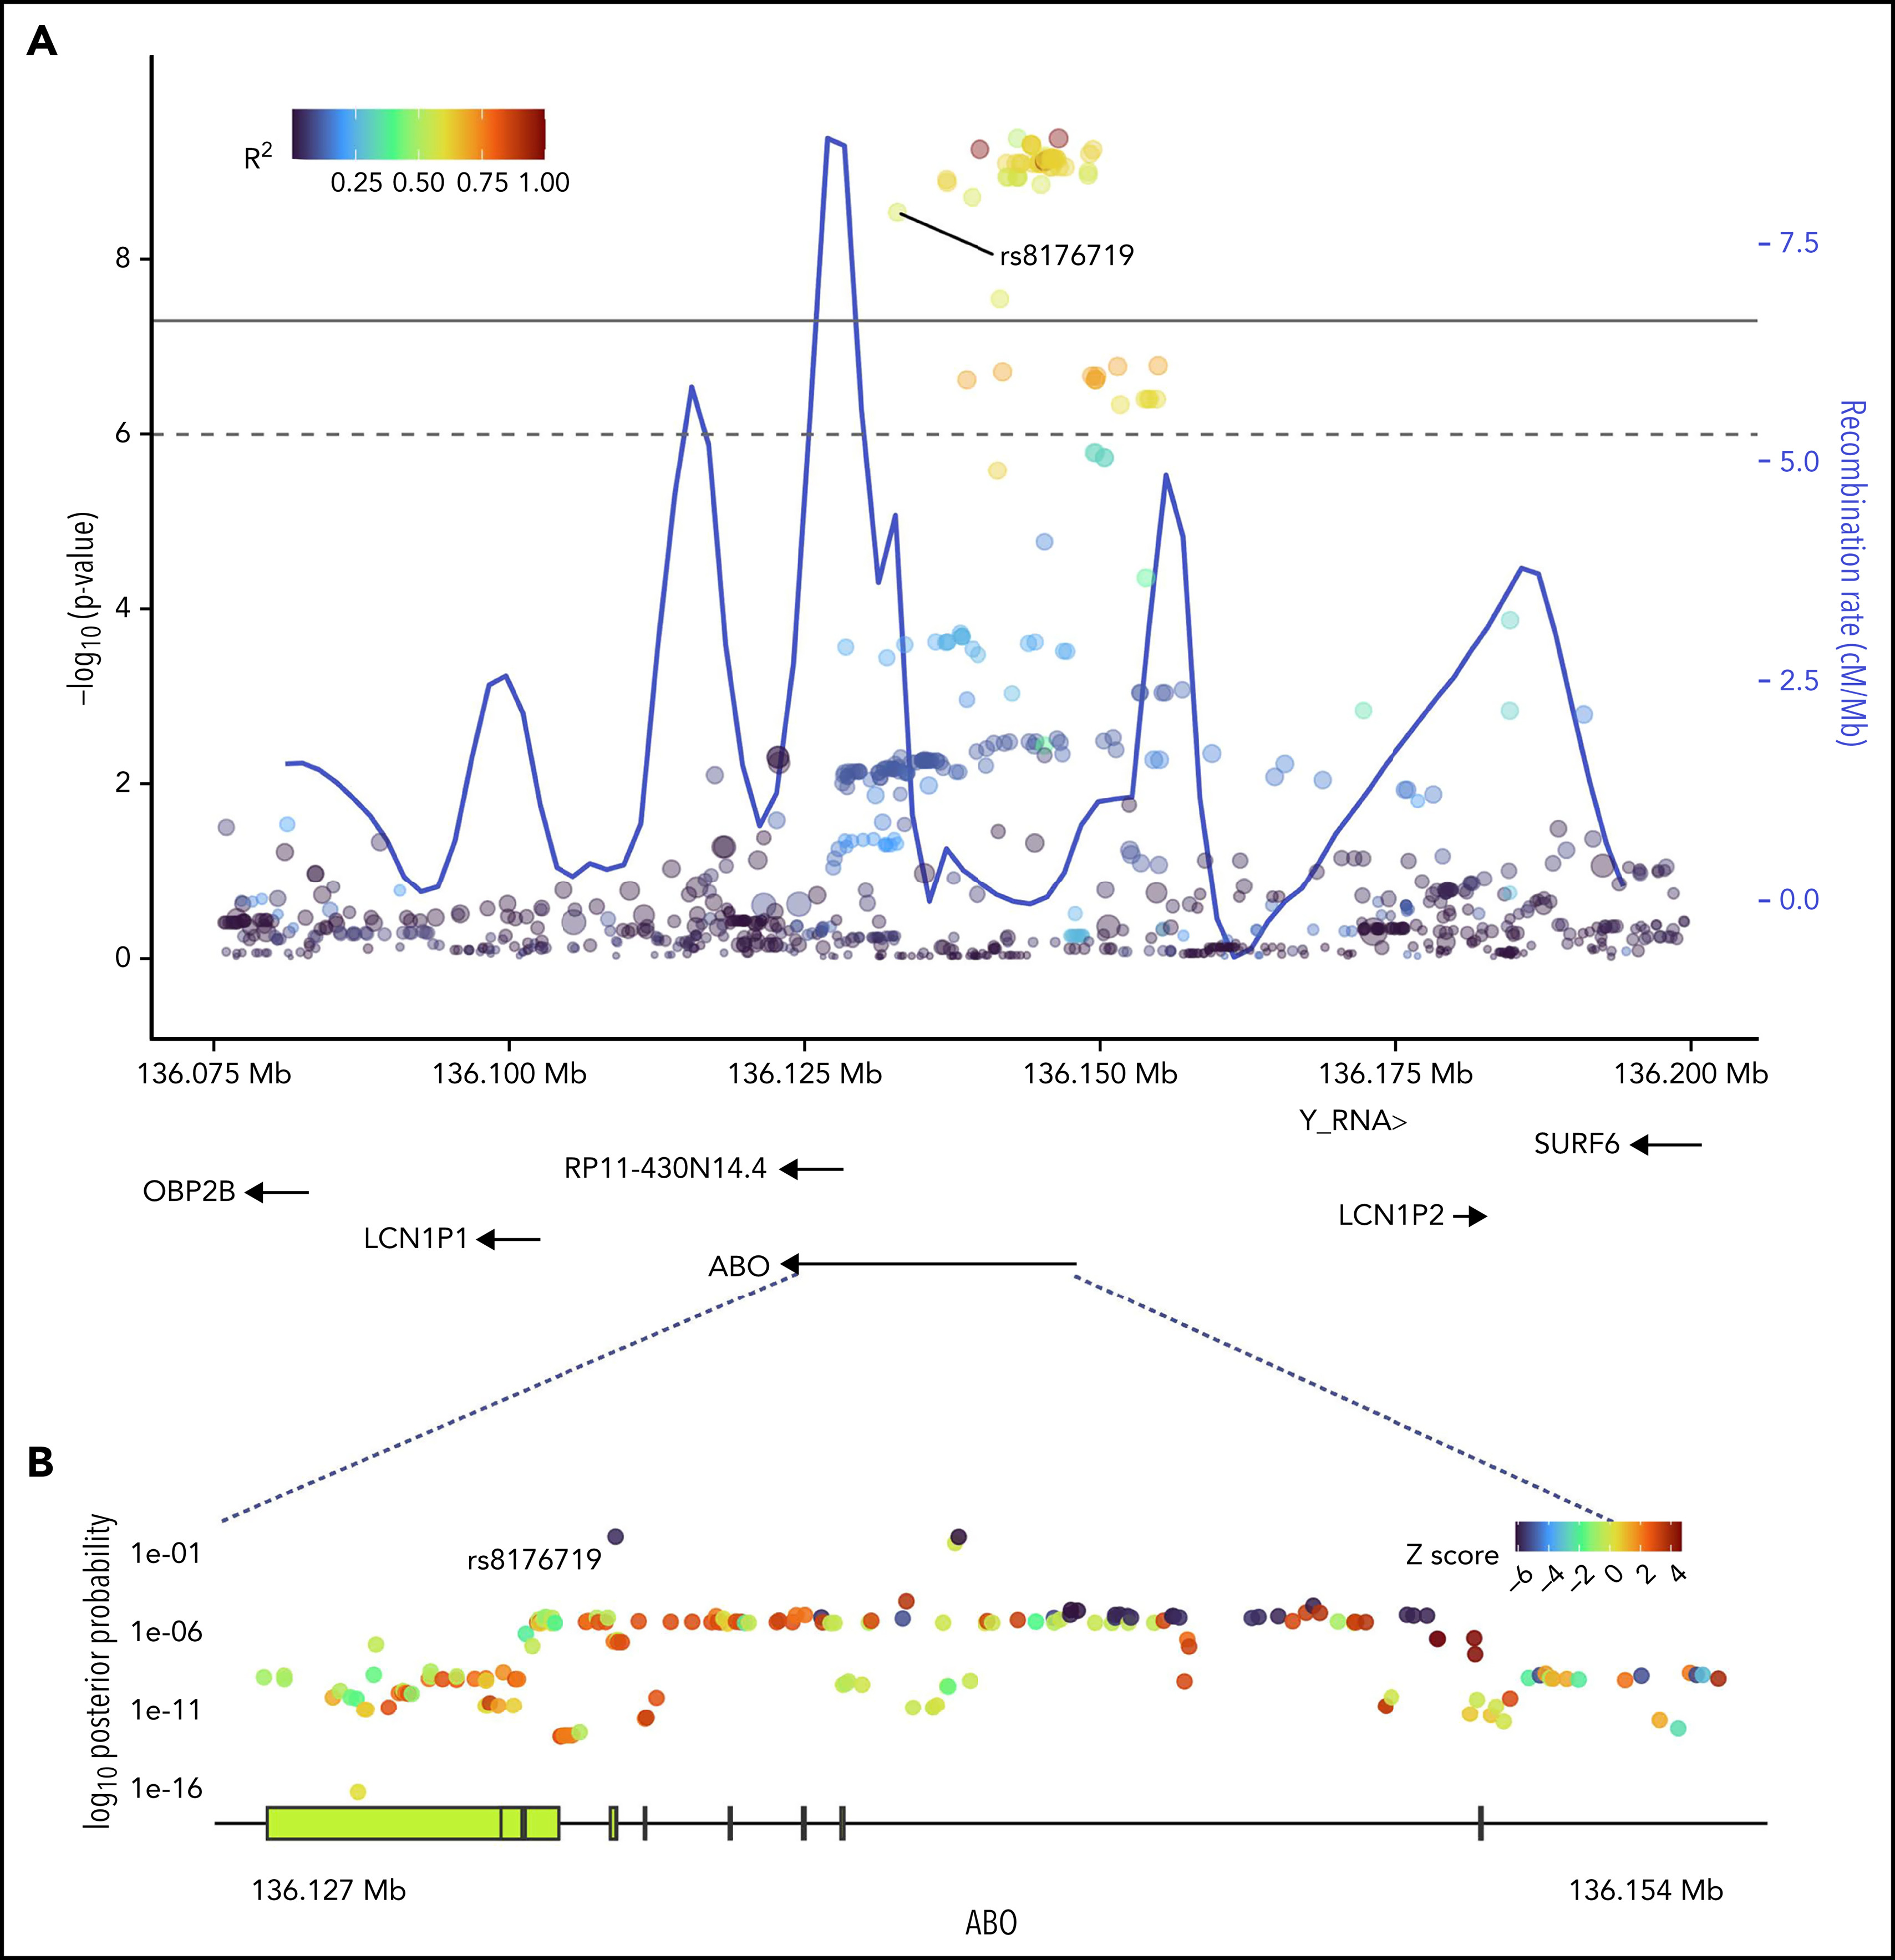 A
R2
0.25 0.50 0.75 1.00
rs8176719
8
6
4
2
0
–log10 (p-value)
7.5
5.0
2.5
0.0
Recombination rate (cM/Mb)
136.075 Mb 136.100 Mb 136.125 Mb 136.150 Mb 136.175 Mb 136.200 Mb
Y_RNA>
SURF6
RP11-430N14.4
OBP2B
LCN1P2
LCN1P1
ABO
B
log10 posterior probability
1e-01
1e-06
1e-11
1e-16
rs8176719
Z score
–6 –4 –2 0 2 4
136.127 Mb 136.154 Mb
ABO